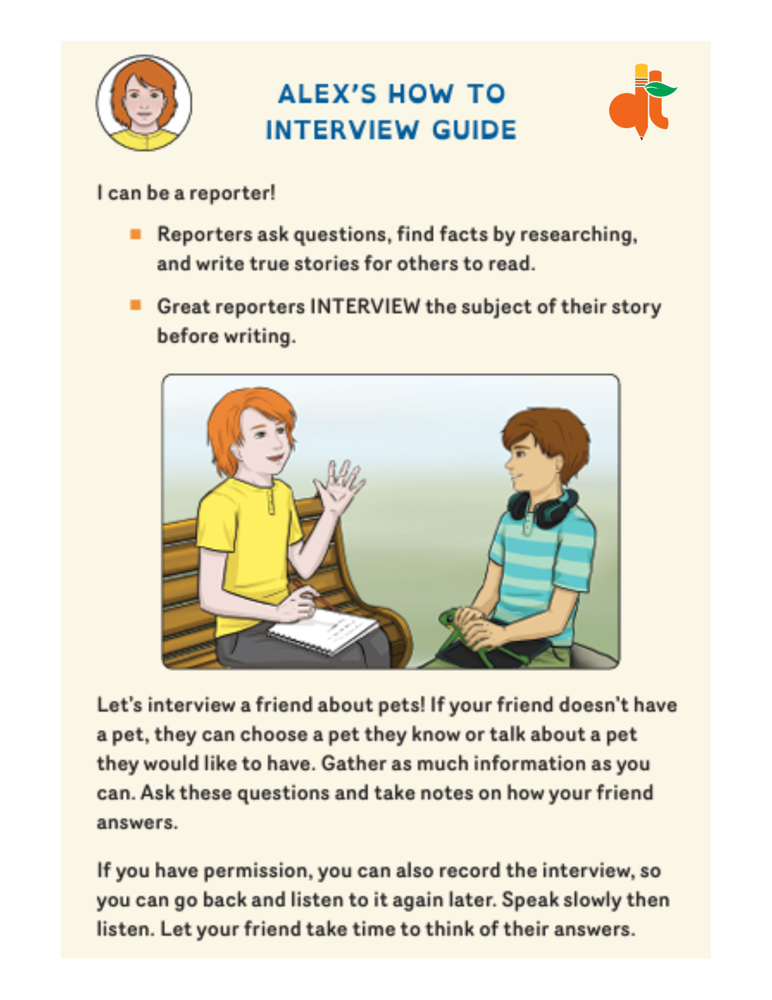 ALEX'S HOW TO
INTERVIEW GUIDE
I can be a reporter!
Reporters ask questions, find facts by researching,
and write true stories for others to read.
Great reporters INTERVIEW the subject of their story
before writing.
Let's interview a friend about pets! If your friend doesn't have
a pet, they can choose a pet they know or talk about a pet
they would like to have. Gather as much information as you
can. Ask these questions and take notes on how your friend
answers.
If you have permission, you can also record the interview, so
you can go back and listen to it again later. Speak slowly then
listen. Let your friend take time to think of their answers.